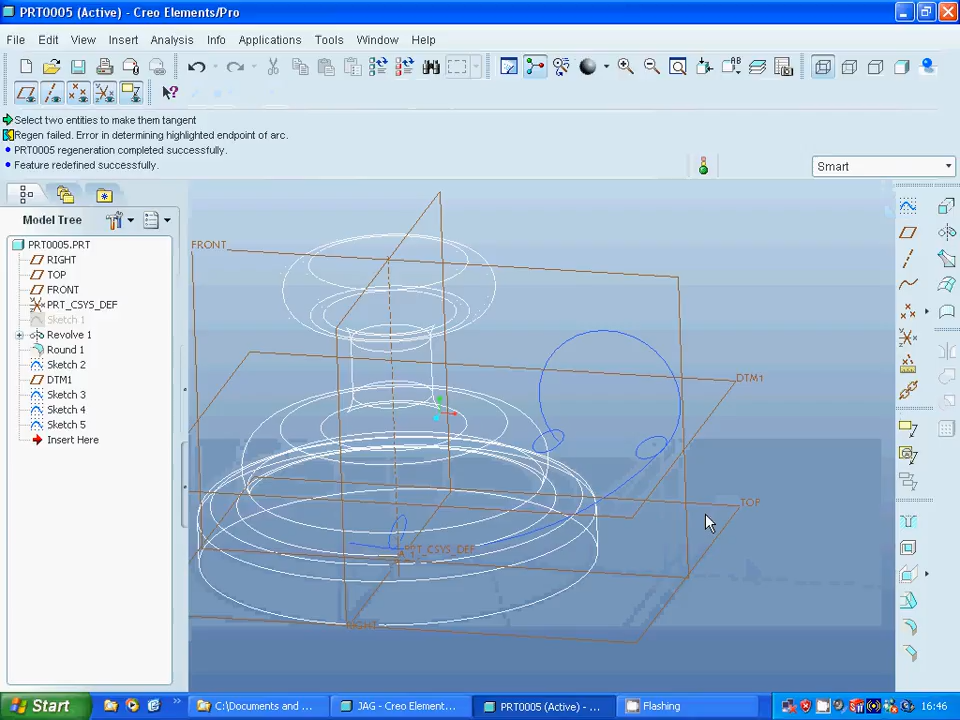 PRT0005 (Active) - Creo Elements/Pro
File Edit View Insert Analysis Info Applications Tools Window Help
Select two entities to make them tangent
Regen failed. Error in determining highlighted endpoint of arc.
PRT0005 regeneration completed successfully.
Feature redefined successfully.
Smart
Model Tree
PRT0005.PRT
RIGHT
TOP
FRONT
PRT_CSYS_DEF
Sketch 1
Revolve 1
Round 1
Sketch 2
DTM1
Sketch 3
Sketch 4
Sketch 5
Insert Here
FRONT
DTM1
TOP
RIGHT
Start
C:\Documents and ...
JAG - Creo Element...
PRT0005 (Active) - ...
Flashing
16:46